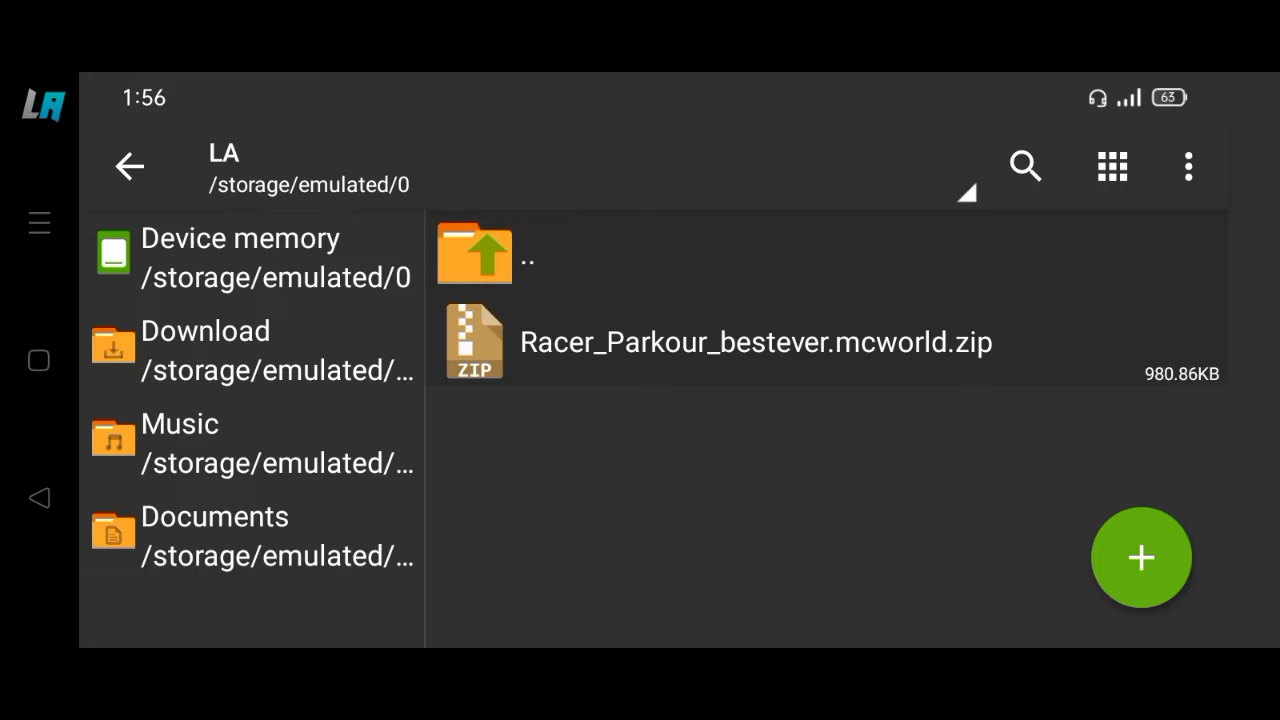 LA
1:56
63
LA
/storage/emulated/0
Device memory
/storage/emulated/0
Download
/storage/emulated/...
Music
/storage/emulated/...
Documents
/storage/emulated/...
..
ZIP
Racer_Parkour_bestever.mcworld.zip
980.86KB